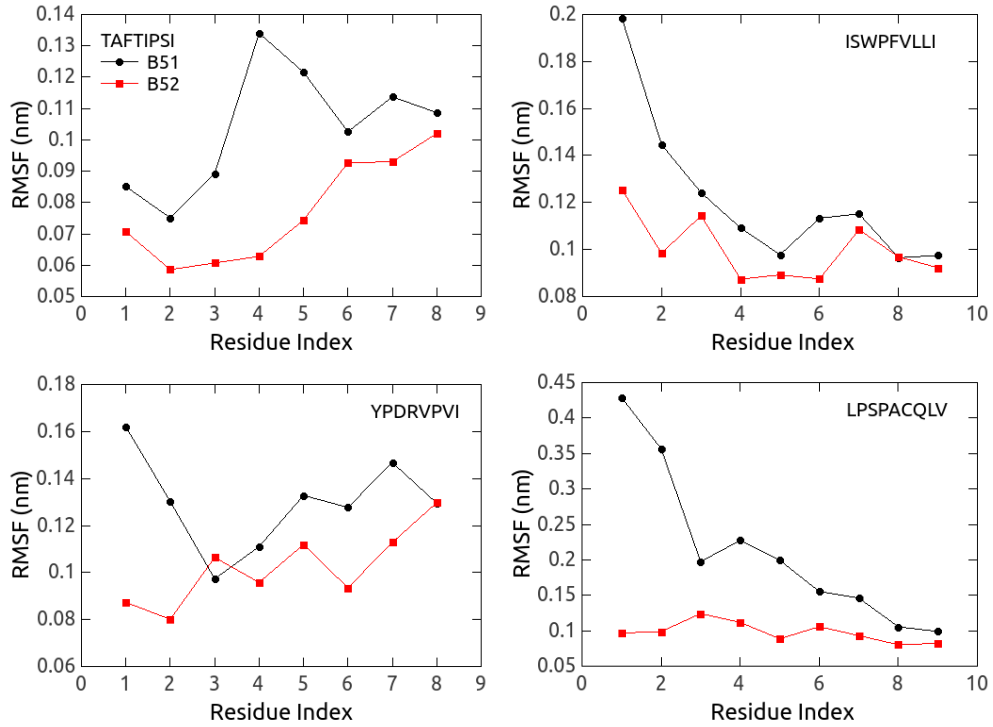 TAFTIPSI
B51
B52
0.14
0.13
0.12
0.11
0.1
0.09
0.08
0.07
0.06
0.05
RMSF (nm)
0 1 2 3 4 5 6 7 8 9
Residue Index
ISWPFVLLI
0.2
0.18
0.16
0.14
0.12
0.1
0.08
RMSF (nm)
0 2 4 6 8 10
Residue Index
YPDRVPVI
0.18
0.16
0.14
0.12
0.1
0.08
0.06
RMSF (nm)
0 1 2 3 4 5 6 7 8 9
Residue Index
LPSPACQLV
0.45
0.4
0.35
0.3
0.25
0.2
0.15
0.1
0.05
RMSF (nm)
0 2 4 6 8 10
Residue Index